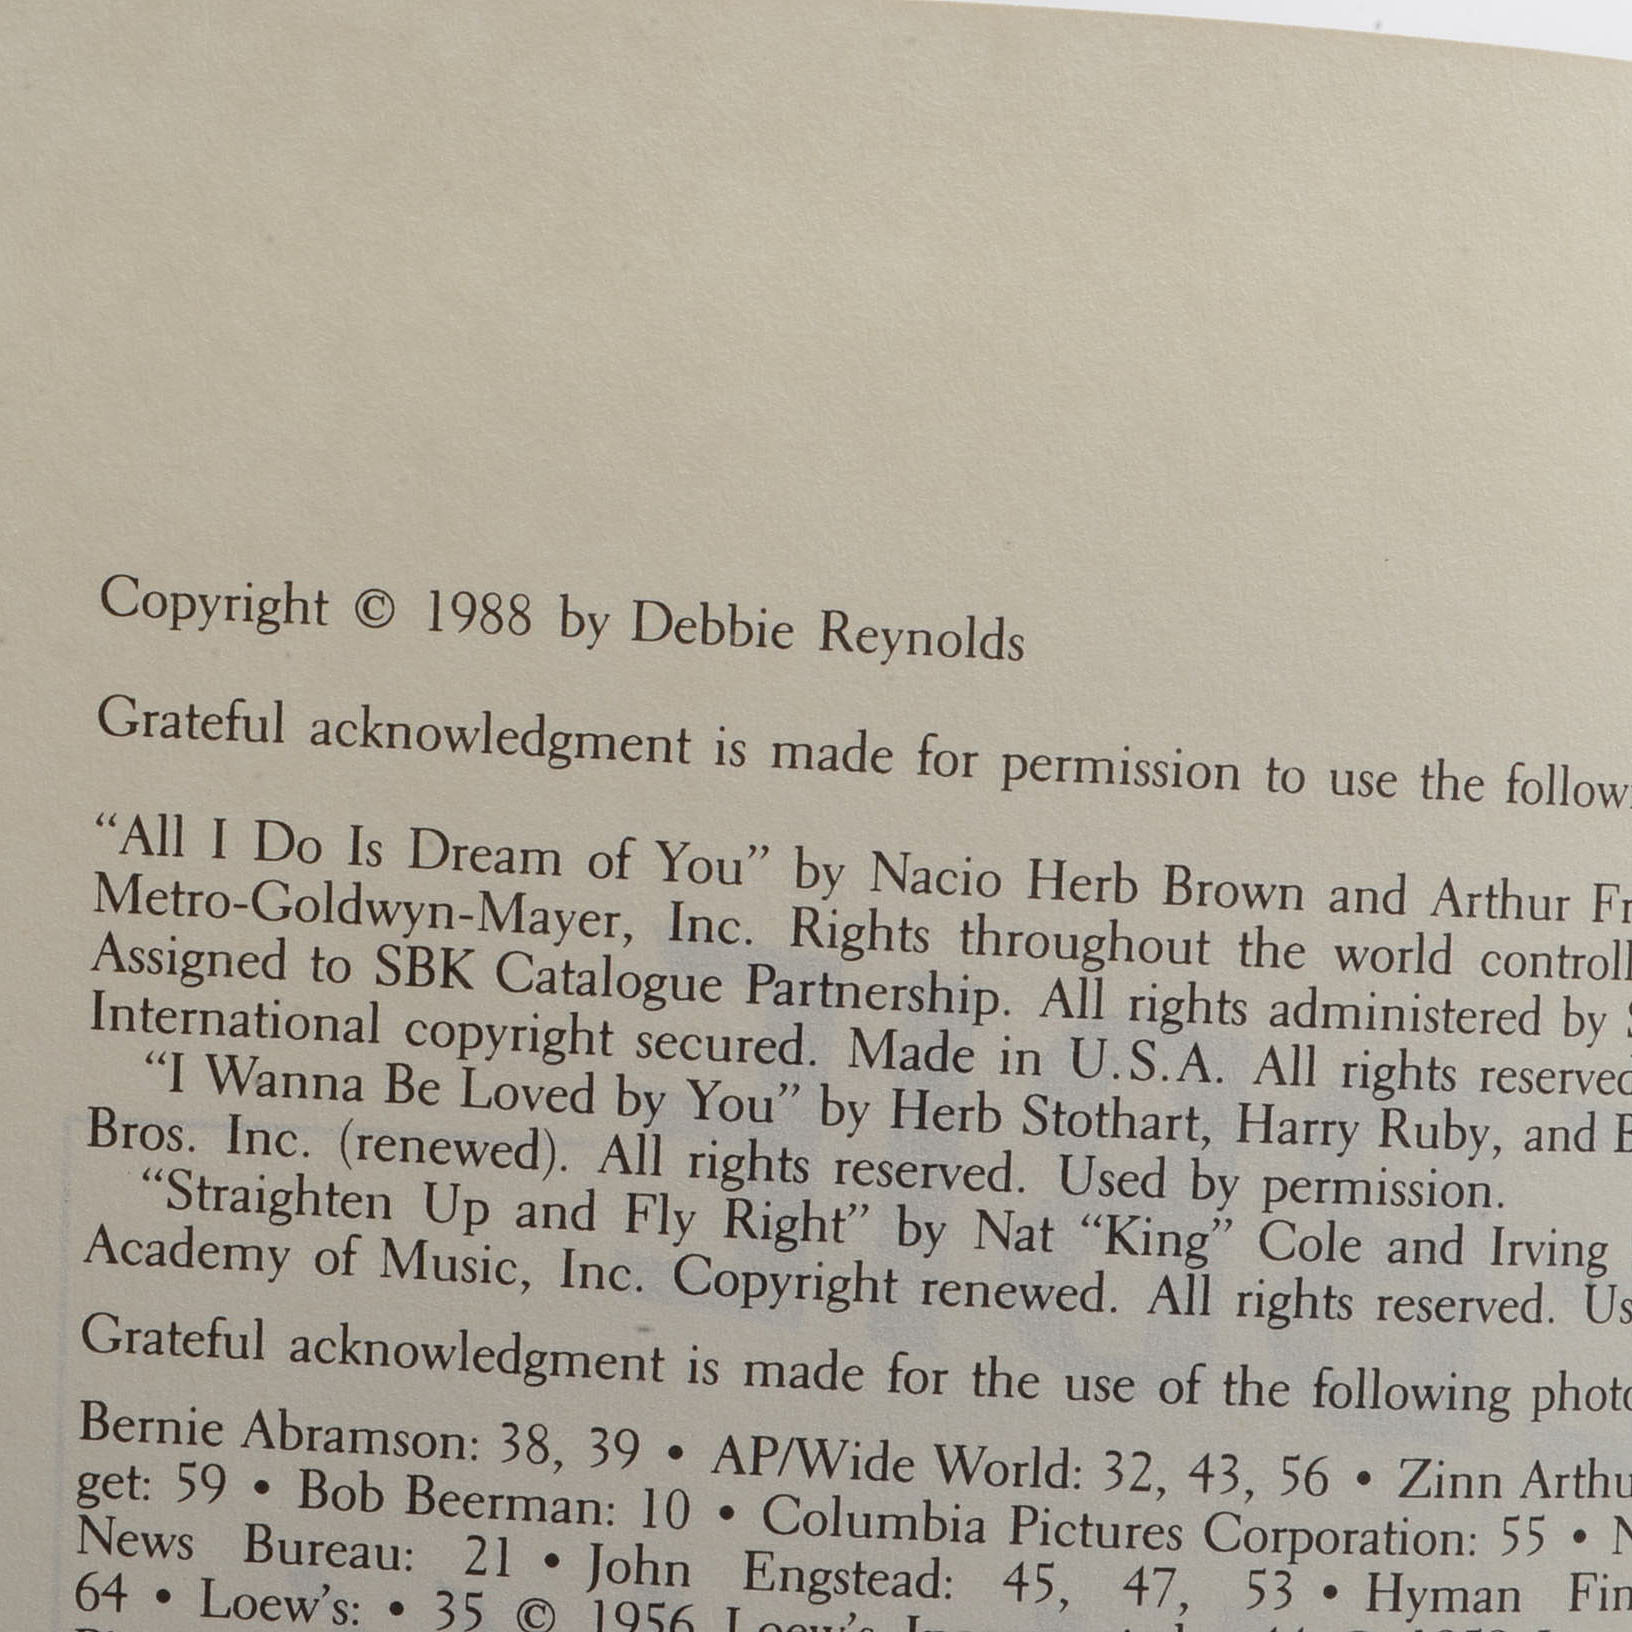 Copyright © 1988 by Debbie Reynolds
Grateful acknowledgment is made for permission to use the
"All I Do Is Dream of You" by Nacio Herb Brown and Arthur
Metro-Goldwyn-Mayer, Inc. Rights throughout the world
Assigned to SBK Catalogue Partnership. All rights administered by
International copyright secured. Made in U.S.A. All rights reserved
"I Wanna Be Loved by You" by Herb Stothart, Harry Ruby, and
Bros. Inc. (renewed). All rights reserved. Used by permission.
"Straighten Up and Fly Right" by Nat "King" Cole and Irving
Academy of Music, Inc. Copyright renewed. All rights reserved.
Grateful acknowledgment is made for the use of the following
Bernie Abramson: 38, 39 • AP/Wide World: 32, 43, 56 • Zinn
get: 59 • Bob Beerman: 10 • Columbia Pictures Corporation: 55 •
News Bureau: 21 • John Engstead: 45, 47, 53 • Hyman
64 • Loew's: • 35 © 1956 Loew's